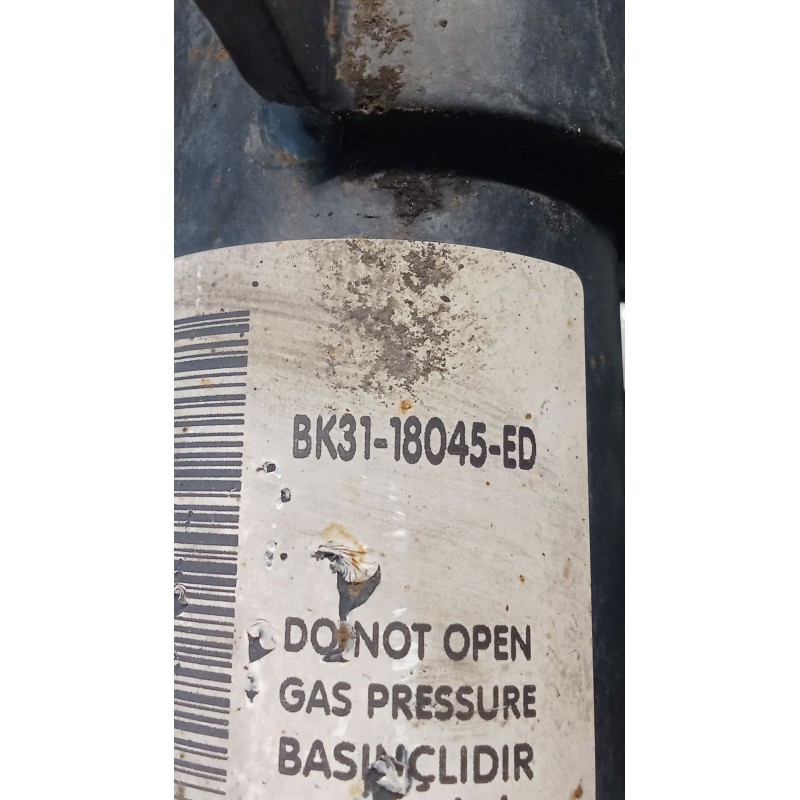 BK31-18045-ED
DO NOT OPEN
GAS PRESSURE
BASINÇLIDIR